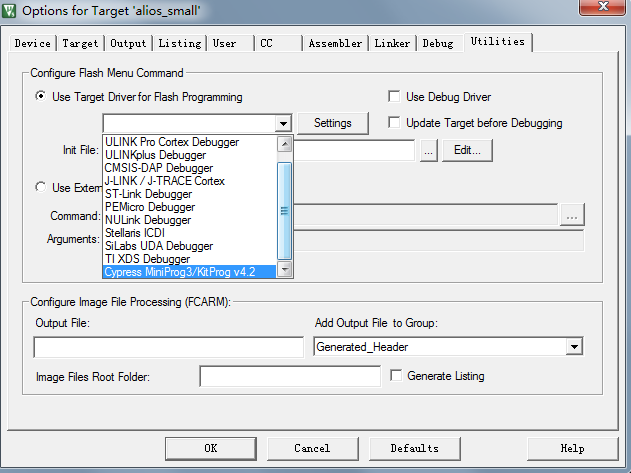 Options for Target 'alios_small'
Device Target Output Listing User CC Assembler Linker Debug Utilities
Configure Flash Menu Command
Use Target Driver for Flash Programming
Use Debug Driver
Settings
Update Target before Debugging
ULINK Pro Cortex Debugger
ULINKplus Debugger
CMSIS-DAP Debugger
J-LINK / J-TRACE Cortex
ST-Link Debugger
PEMicro Debugger
NULink Debugger
Stellaris ICDI
SiLabs UDA Debugger
TI XDS Debugger
Cypress MiniProg3/KitProg v4.2
Init File:
... Edit...
Use Extern
Command:
...
Arguments:
Configure Image File Processing (FCARM):
Output File:
Add Output File to Group:
Generated_Header
Image Files Root Folder:
Generate Listing
OK Cancel Defaults Help